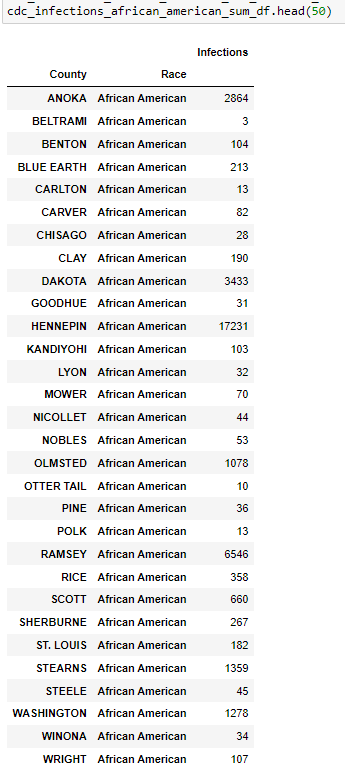 cdc_infections_african_american_sum_df.head(50)
Infections
County Race
ANOKA African American 2864
BELTRAMI African American 3
BENTON African American 104
BLUE EARTH African American 213
CARLTON African American 13
CARVER African American 82
CHISAGO African American 28
CLAY African American 190
DAKOTA African American 3433
GOODHUE African American 31
HENNEPIN African American 17231
KANDIYOHI African American 103
LYON African American 32
MOWER African American 70
NICOLLET African American 44
NOBLES African American 53
OLMSTED African American 1078
OTTER TAIL African American 10
PINE African American 36
POLK African American 13
RAMSEY African American 6546
RICE African American 358
SCOTT African American 660
SHERBURNE African American 267
ST. LOUIS African American 182
STEARNS African American 1359
STEELE African American 45
WASHINGTON African American 1278
WINONA African American 34
WRIGHT African American 107